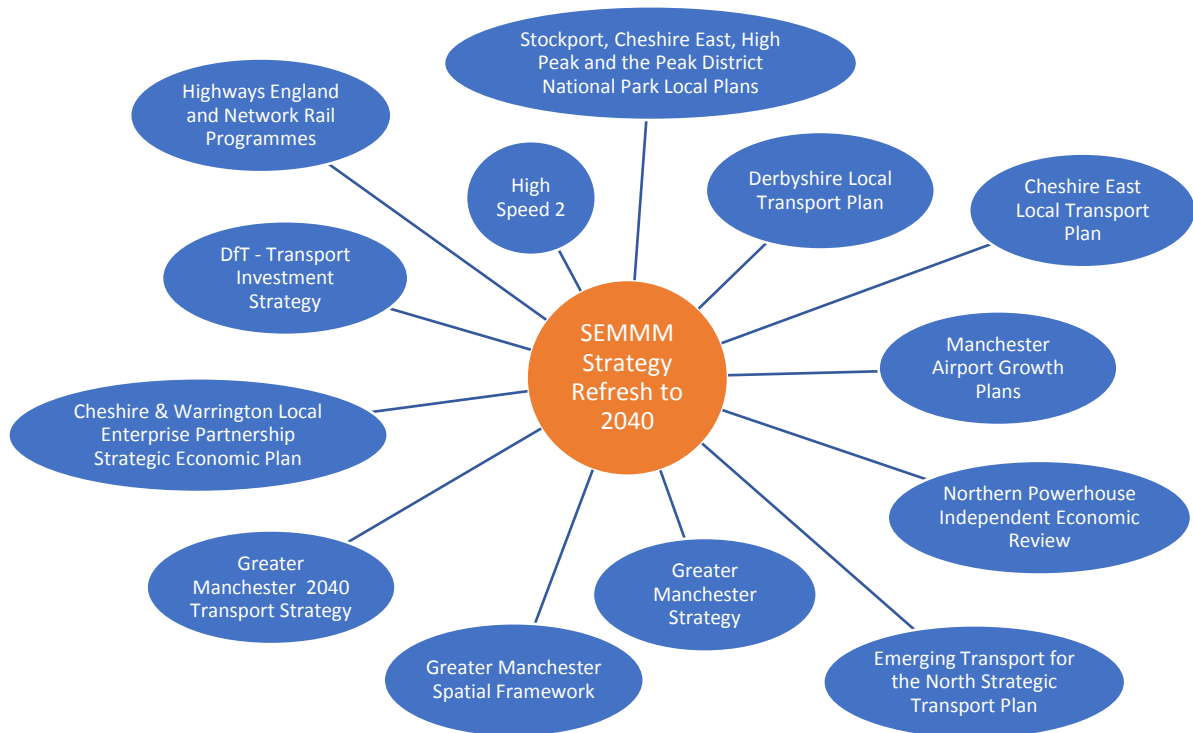 Stockport, Cheshire East, High
Peak and the Peak District
National Park Local Plans
Highways England
and Network Rail
Programmes
High
Speed 2
Derbyshire Local
Transport Plan
Cheshire East
Local Transport
Plan
DfT - Transport
Investment
Strategy
SEMMM
Strategy
Refresh to
2040
Manchester
Airport Growth
Plans
Cheshire & Warrington Local
Enterprise Partnership
Strategic Economic Plan
Northern Powerhouse
Independent Economic
Review
Greater
Manchester 2040
Transport Strategy
Greater
Manchester
Strategy
Greater Manchester
Spatial Framework
Emerging Transport for
the North Strategic
Transport Plan